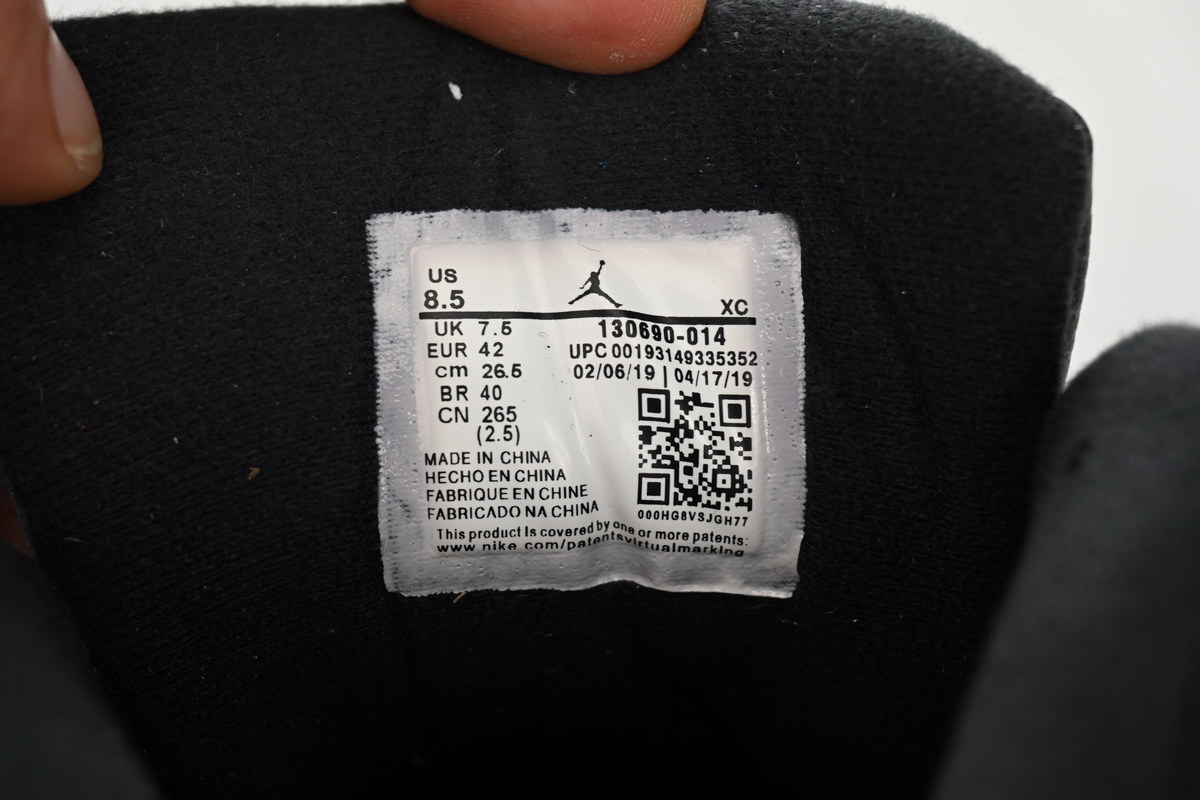 US
8.5
XC
UK 7.5
EUR 42
cm 26.5
BR 40
CN 265
(2.5)
130690-014
UPC 00193149335352
02/06/19 | 04/17/19
000HG8VSJGH77
MADE IN CHINA
HECHO EN CHINA
FABRIQUE EN CHINE
FABRICADO NA CHINA
This product is covered by one or more patents:
www.nike.com/patentsvirtualmarking